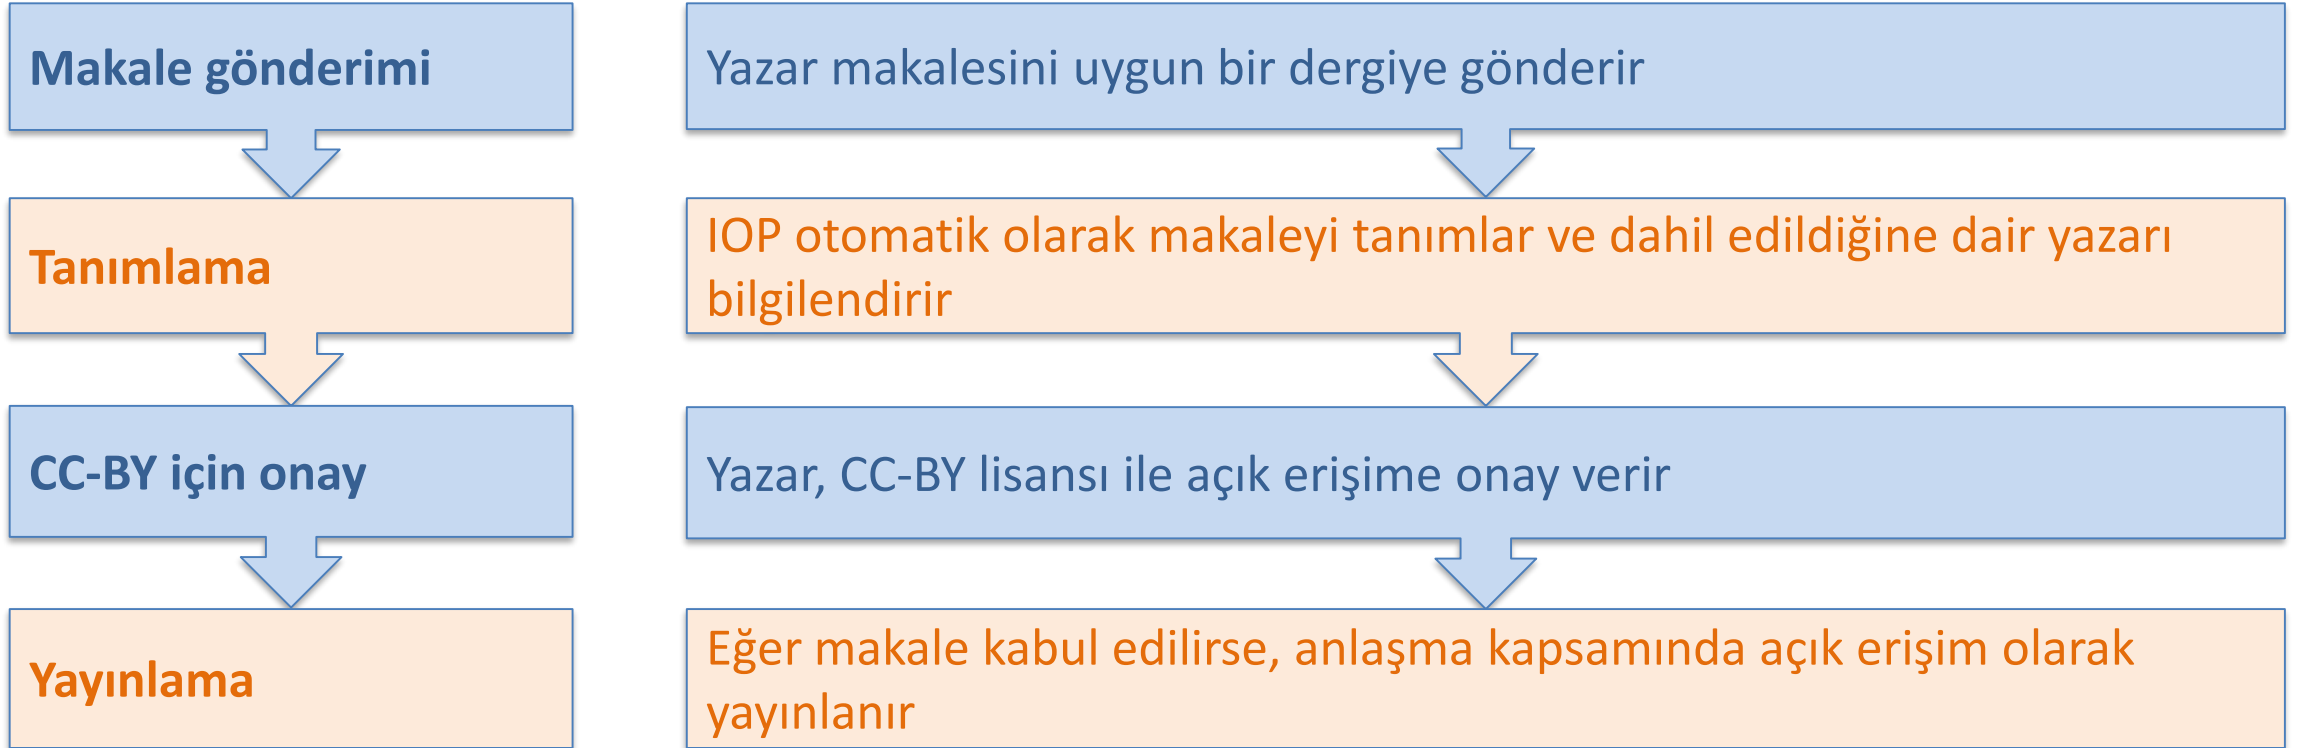 Makale gönderimi
Yazar makalesini uygun bir dergiye gönderir
Tanımlama
IOP otomatik olarak makaleyi tanımlar ve dahil edildiğine dair yazarı
bilgilendirir
CC-BY için onay
Yazar, CC-BY lisansı ile açık erişime onay verir
Yayınlama
Eğer makale kabul edilirse, anlaşma kapsamında açık erişim olarak
yayınlanır